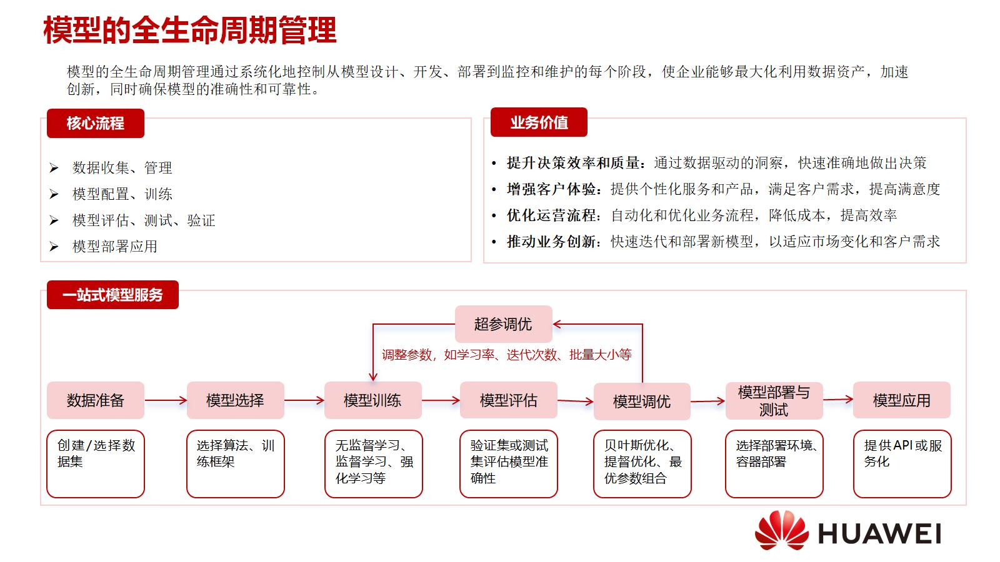 模型的全生命周期管理
模型的全生命周期管理通过系统化地控制从模型设计、开发、部署到监控和维护的每个阶段，使企业能够最大化利用数据资产，加速
创新，同时确保模型的准确性和可靠性。
核心流程
数据收集、管理
模型配置、训练
模型评估、测试、验证
模型部署应用
业务价值
提升决策效率和质量：通过数据驱动的洞察，快速准确地做出决策
增强客户体验：提供个性化服务和产品，满足客户需求，提高满意度
优化运营流程：自动化和优化业务流程，降低成本，提高效率
推动业务创新：快速迭代和部署新模型，以适应市场变化和客户需求
一站式模型服务
超参调优
调整参数，如学习率、迭代次数、批量大小等
数据准备
模型选择
模型训练
模型评估
模型调优
模型部署与
测试
模型应用
创建/选择数
据集
选择算法、训
练框架
无监督学习、
监督学习、强
化学习等
验证集或测试
集评估模型准
确性
贝叶斯优化、
提督优化、最
优参数组合
选择部署环境、
容器部署
提供API或服
务化
HUAWEI